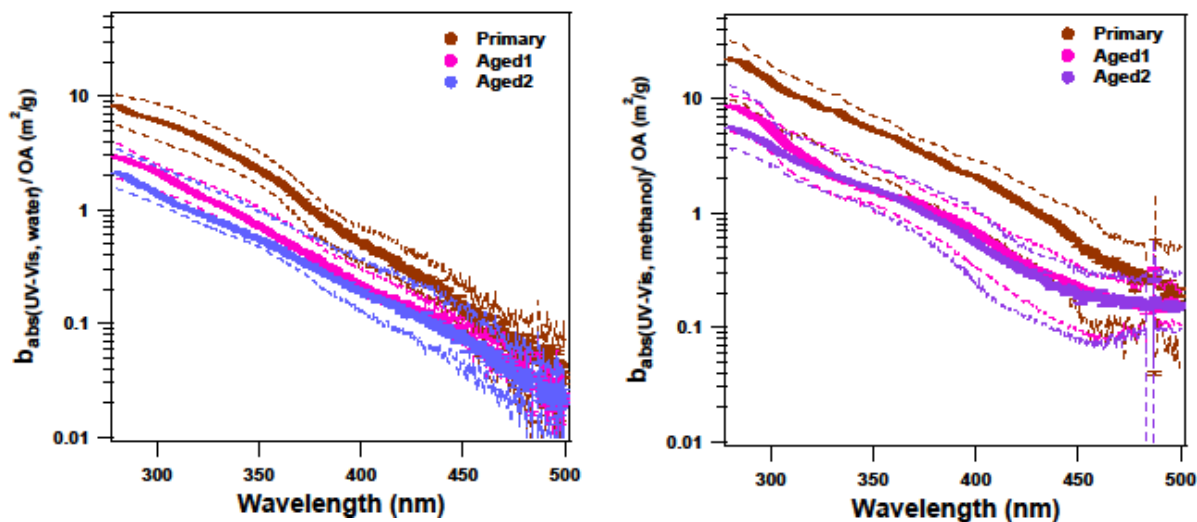 Primary
Aged1
Aged2
10
1
0.1
0.01
b_abs(UV-Vis, water)/ OA (m²/g)
300 350 400 450 500
Wavelength (nm)
Primary
Aged1
Aged2
10
1
0.1
0.01
b_abs(UV-Vis, methanol)/ OA (m²/g)
300 350 400 450 500
Wavelength (nm)